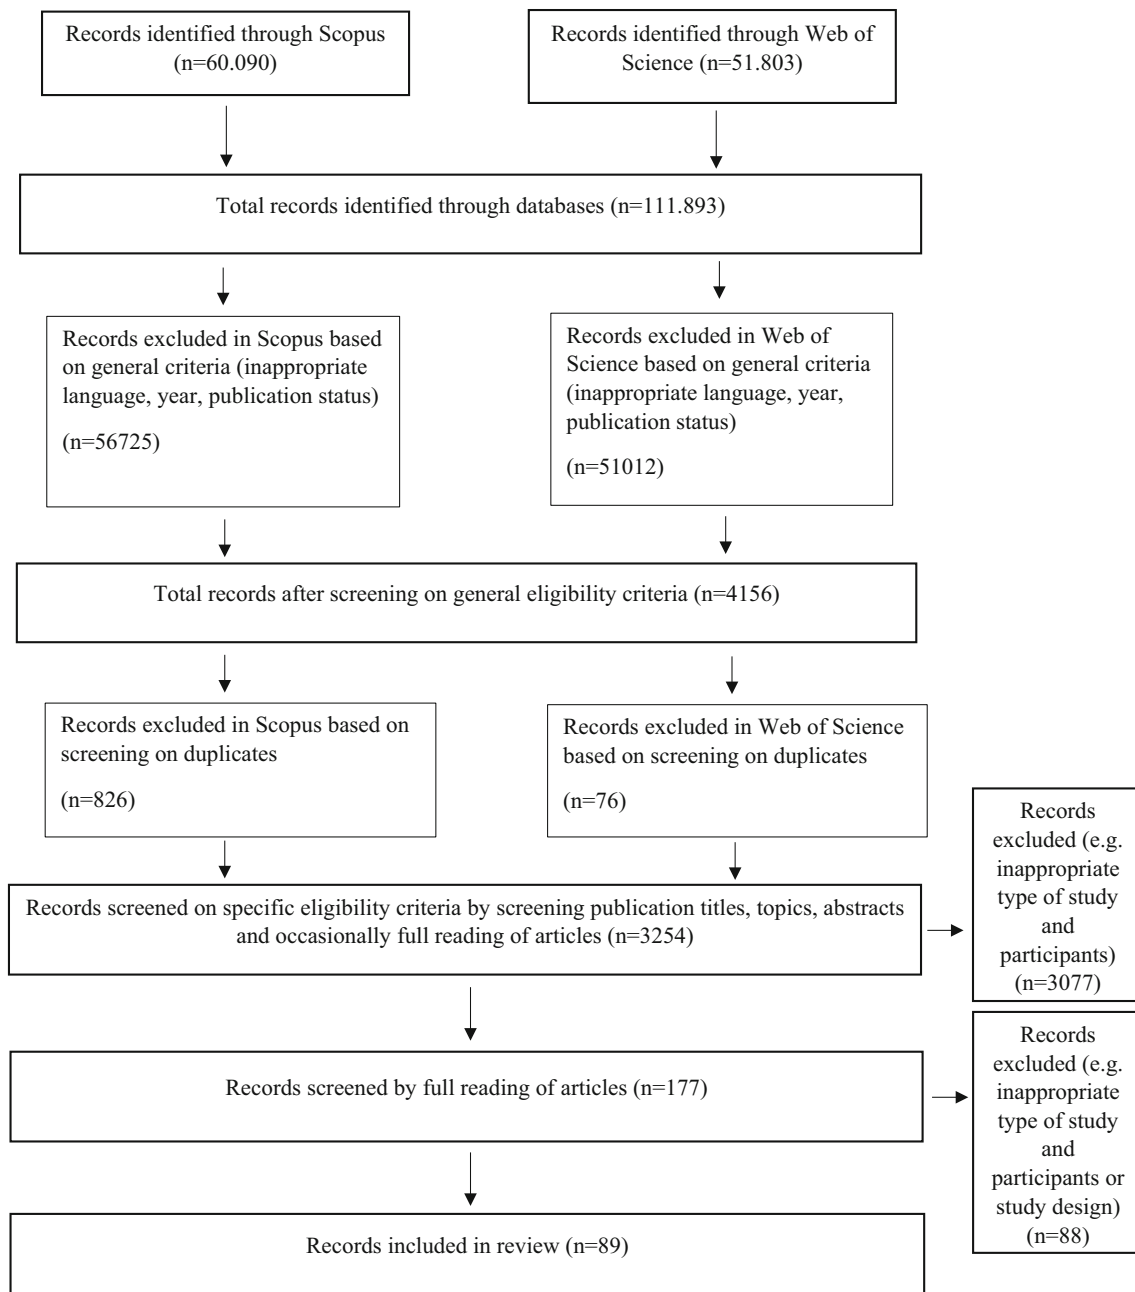 Records identified through Scopus
(n=60.090)
Records identified through Web of
Science (n=51.803)
Total records identified through databases (n=111.893)
Records excluded in Scopus based
on general criteria (inappropriate
language, year, publication status)
(n=56725)
Records excluded in Web of
Science based on general criteria
(inappropriate language, year,
publication status)
(n=51012)
Total records after screening on general eligibility criteria (n=4156)
Records excluded in Scopus based on
screening on duplicates
(n=826)
Records excluded in Web of Science
based on screening on duplicates
(n=76)
Records screened on specific eligibility criteria by screening publication titles, topics, abstracts
and occasionally full reading of articles (n=3254)
Records
excluded (e.g.
inappropriate
type of study
and
participants)
(n=3077)
Records screened by full reading of articles (n=177)
Records
excluded (e.g.
inappropriate
type of study
and
participants or
study design)
(n=88)
Records included in review (n=89)